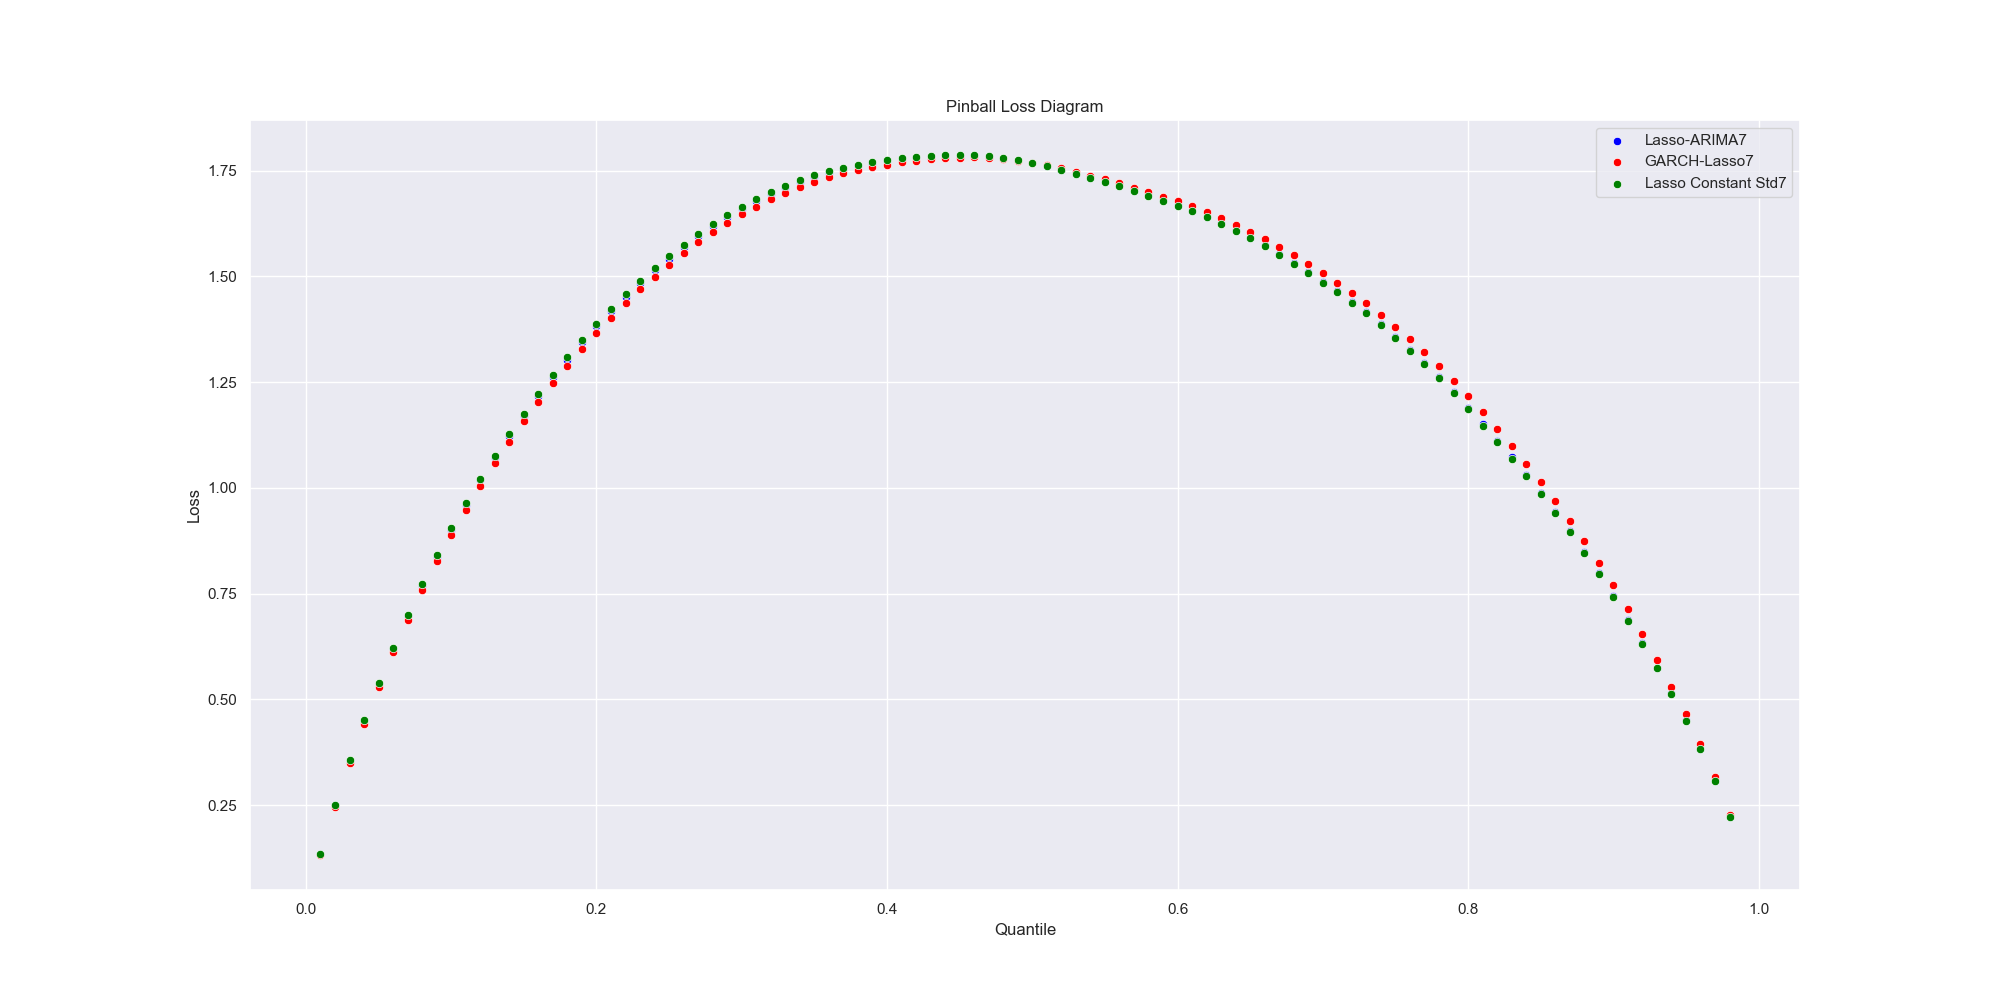 Pinball Loss Diagram
Lasso-ARIMA7
GARCH-Lasso7
Lasso Constant Std7
1.75
1.50
1.25
1.00
0.75
0.50
0.25
Loss
0.0 0.2 0.4 0.6 0.8 1.0
Quantile